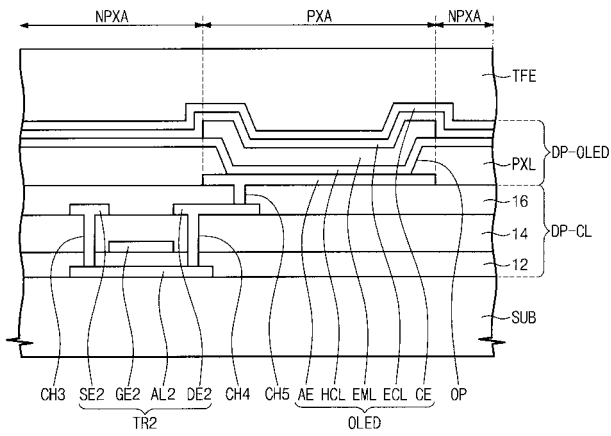 NPXA PXA NPXA
TFE
DP-OLED
PXL
16
14
DP-CL
12
SUB
CH3 SE2 GE2 AL2 DE2 CH4 CH5 AE HCL EML ECL CE OP
TR2 OLED